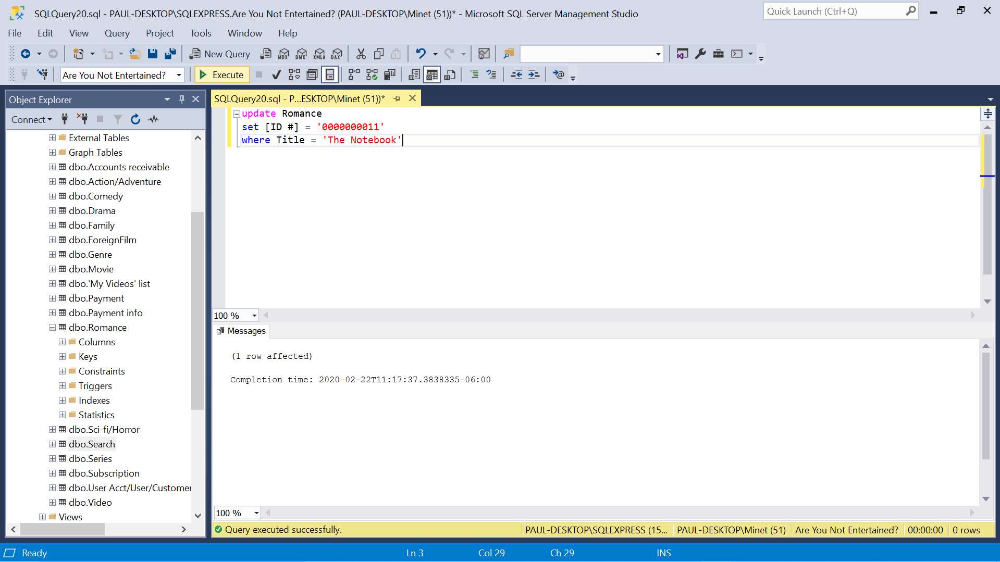 SQLQuery20.sql - PAUL-DESKTOP\SQLEXPRESS.Are You Not Entertained? (PAUL-DESKTOP\Minet (51))* - Microsoft SQL Server Management Studio
Quick Launch (Ctrl+Q)
File Edit View Query Project Tools Window Help
New Query MDX DMX XMLA DAX
Are You Not Entertained? Execute
Object Explorer
SQLQuery20.sql - P...ESKTOP\Minet (51))*
Connect
External Tables
Graph Tables
dbo.Accounts receivable
dbo.Action/Adventure
dbo.Comedy
dbo.Drama
dbo.Family
dbo.ForeignFilm
dbo.Genre
dbo.Movie
dbo.'My Videos' list
dbo.Payment
dbo.Payment info
dbo.Romance
Columns
Keys
Constraints
Triggers
Indexes
Statistics
dbo.Sci-fi/Horror
dbo.Search
dbo.Series
dbo.Subscription
dbo.User Acct/User/Customer
dbo.Video
Views
update Romance
set [ID #] = '0000000011'
where Title = 'The Notebook'
100 %
Messages
(1 row affected)
Completion time: 2020-02-22T11:17:37.3838335-06:00
100 %
Query executed successfully. PAUL-DESKTOP\SQLEXPRESS (15... PAUL-DESKTOP\Minet (51) Are You Not Entertained? 00:00:00 0 rows
Ready Ln 3 Col 29 Ch 29 INS